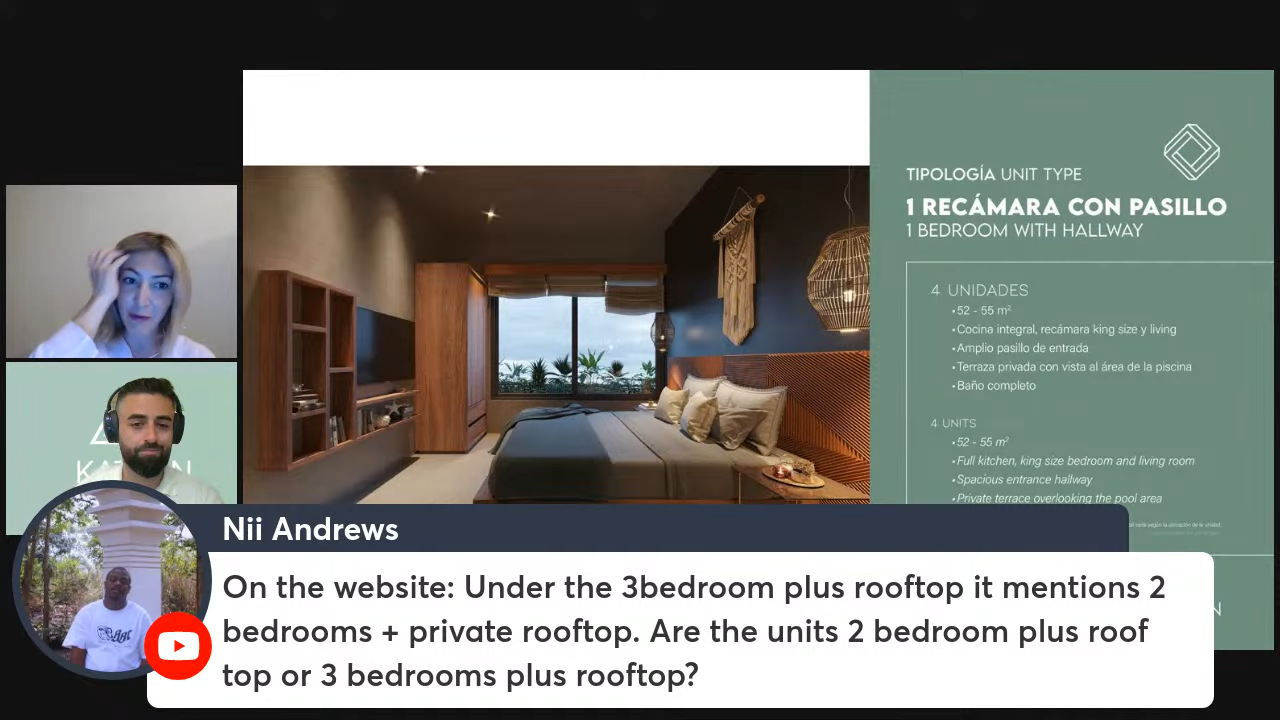 TIPOLOGÍA UNIT TYPE
1 RECÁMARA CON PASILLO
1 BEDROOM WITH HALLWAY
4 UNIDADES
• 52 - 55 m²
• Cocina integral, recámara king size y living
• Amplio pasillo de entrada
• Terraza privada con vista al área de la piscina
• Baño completo
4 UNITS
• 52 - 55 m²
• Full kitchen, king size bedroom and living room
• Spacious entrance hallway
• Private terrace overlooking the pool area
Nii Andrews
On the website: Under the 3bedroom plus rooftop it mentions 2
bedrooms + private rooftop. Are the units 2 bedroom plus roof
top or 3 bedrooms plus rooftop?